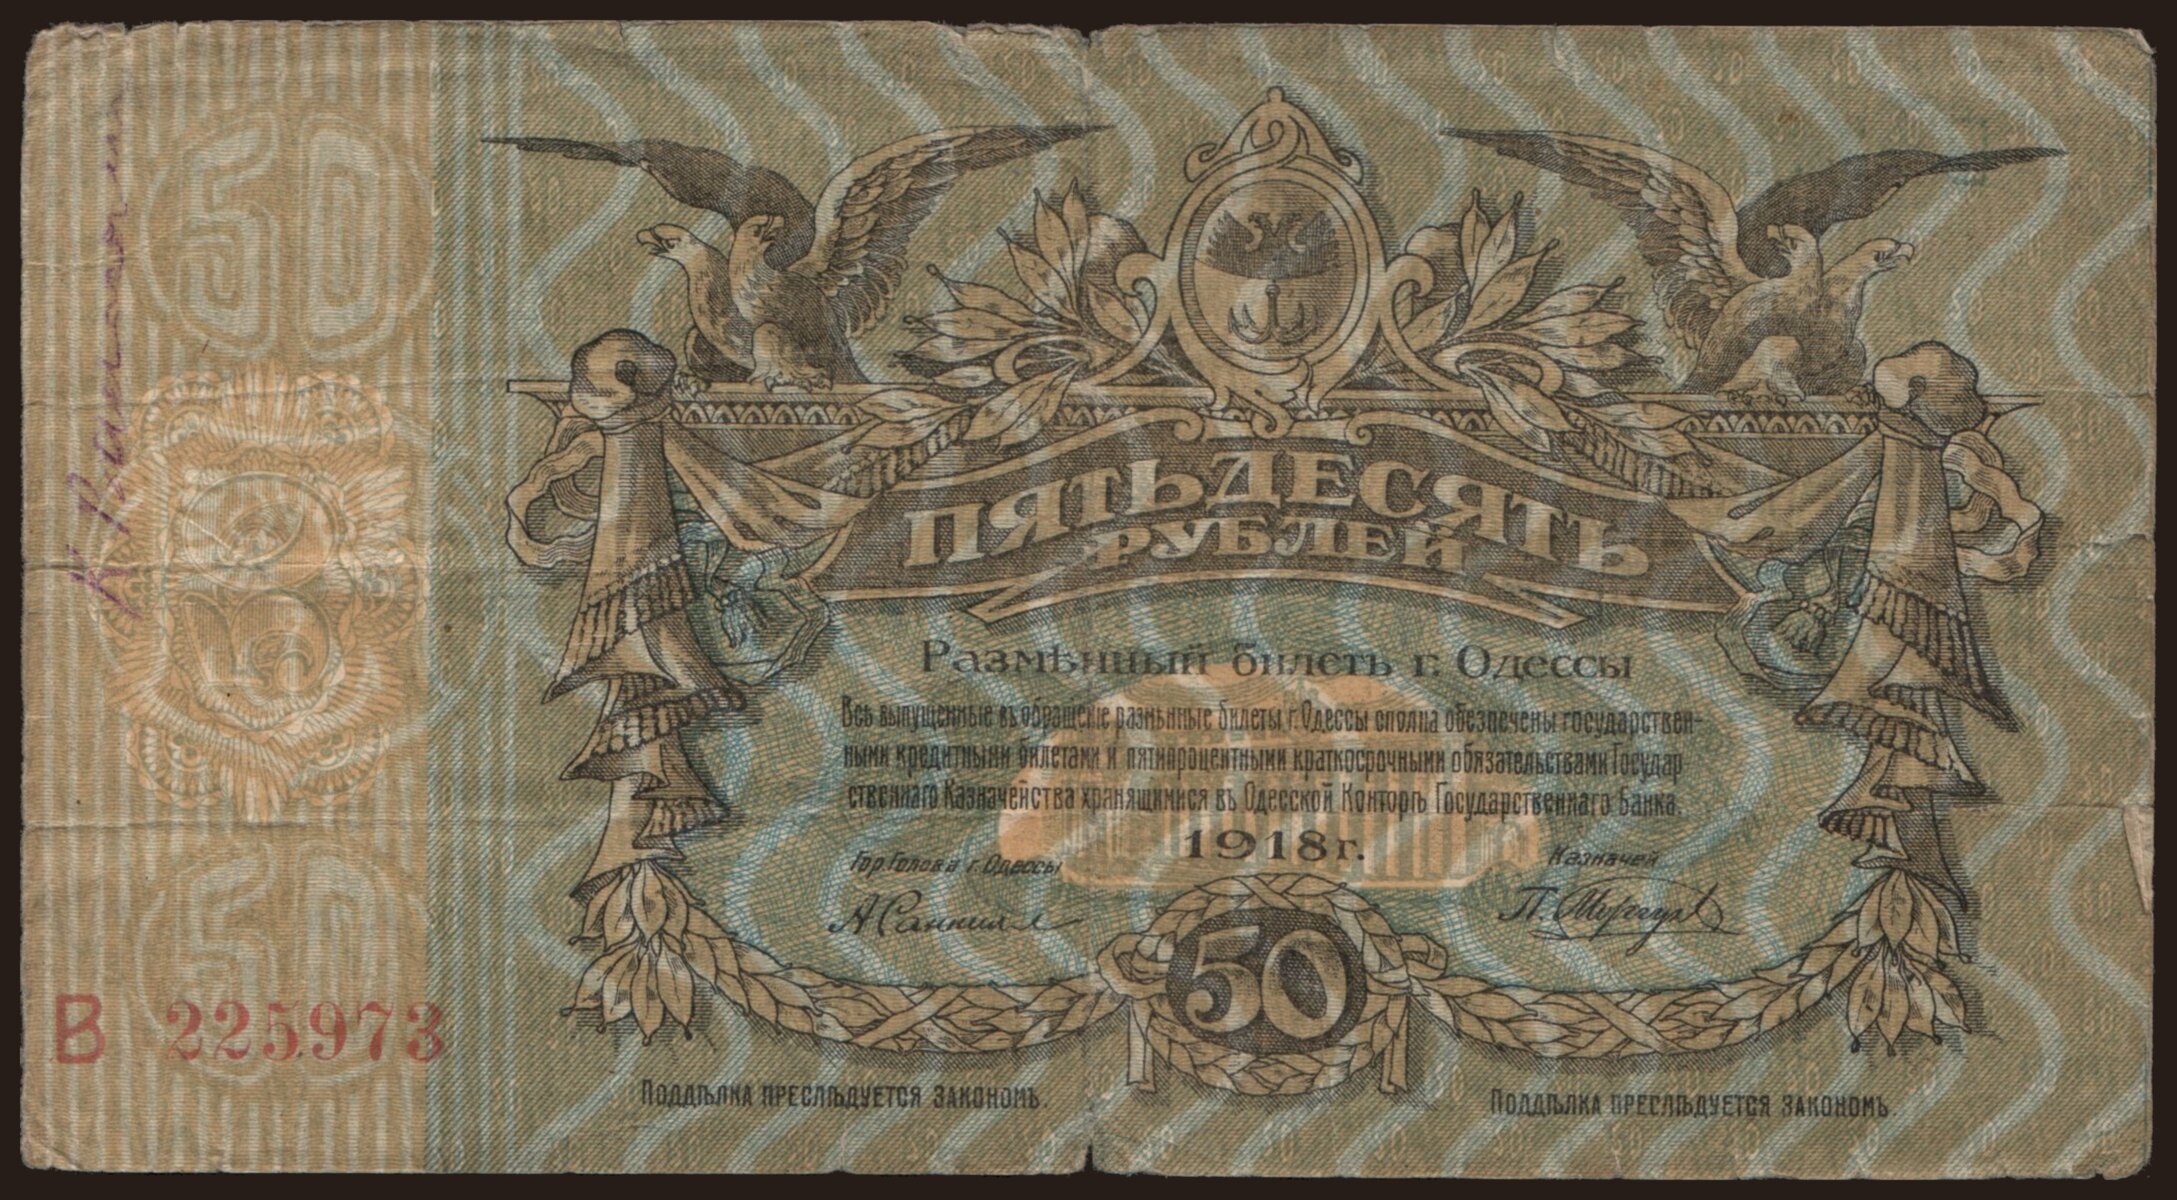 50
ПЯТЬДЕСЯТЬ
РУБЛЕЙ
Размѣнный билетъ г. Одессы
Всѣ выпущенные въ обращенiе размѣнные билеты г. Одессы сполна обезпечены государствен-
ными кредитными билетами и пятипроцентными краткосрочными обязательствами Государ
ственнаго Казначейства хранящимися въ Одесской Конторѣ Государственнаго Банка.
1918 г.
Гор. Голова г. Одессы
Казначей
50
50
50
В 225973
ПОДДѢЛКА ПРЕСЛѢДУЕТСЯ ЗАКОНОМЪ.
ПОДДѢЛКА ПРЕСЛѢДУЕТСЯ ЗАКОНОМЪ.